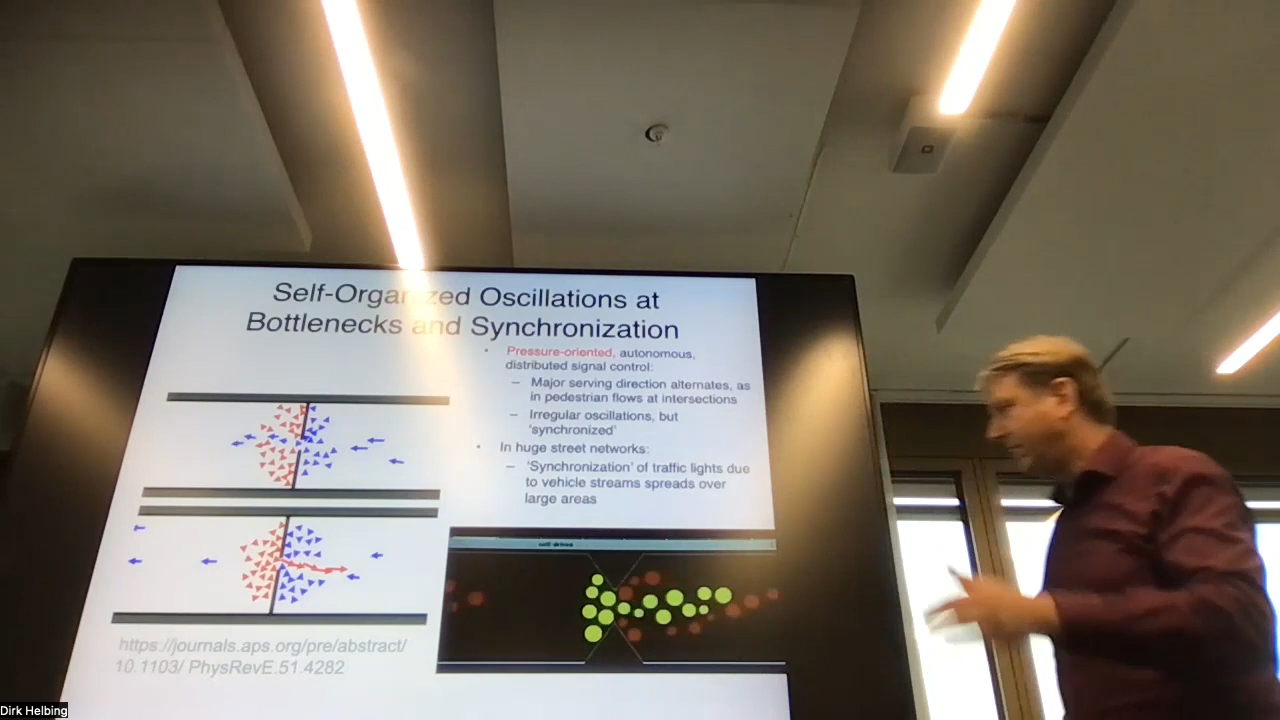 Self-Organized Oscillations at
Bottlenecks and Synchronization
• Pressure-oriented, autonomous,
distributed signal control:
– Major serving direction alternates, as
in pedestrian flows at intersections
– Irregular oscillations, but
‘synchronized’
• In huge street networks:
– ‘Synchronization’ of traffic lights due
to vehicle streams spreads over
large areas
https://journals.aps.org/pre/abstract/
10.1103/ PhysRevE.51.4282
Dirk Helbing